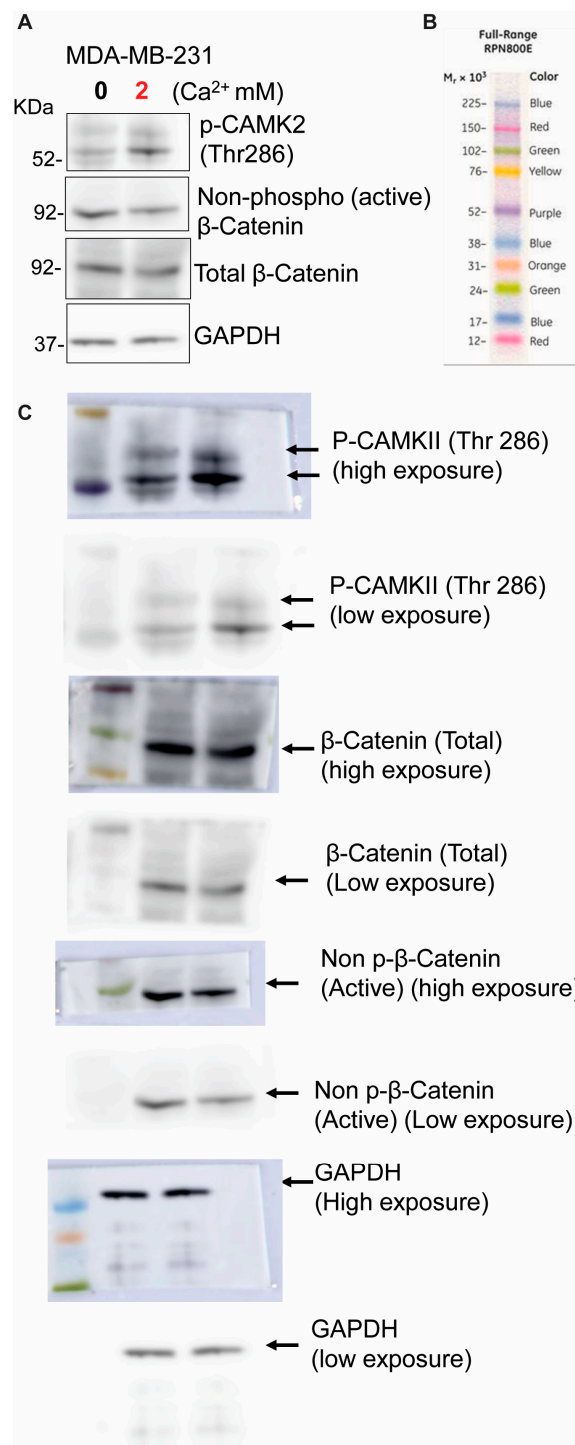 A
MDA-MB-231
0 2 (Ca²⁺ mM)
KDa
p-CAMK2
(Thr286)
52-
Non-phospho (active)
β-Catenin
92-
92-
Total β-Catenin
37-
GAPDH
B
Full-Range
RPN800E
Mr × 10³ Color
225- Blue
150- Red
102- Green
76- Yellow
52- Purple
38- Blue
31- Orange
24- Green
17- Blue
12- Red
C
P-CAMKII (Thr 286)
(high exposure)
P-CAMKII (Thr 286)
(low exposure)
β-Catenin (Total)
(high exposure)
β-Catenin (Total)
(Low exposure)
Non p-β-Catenin
(Active) (high exposure)
Non p-β-Catenin
(Active) (Low exposure)
GAPDH
(High exposure)
GAPDH
(low exposure)